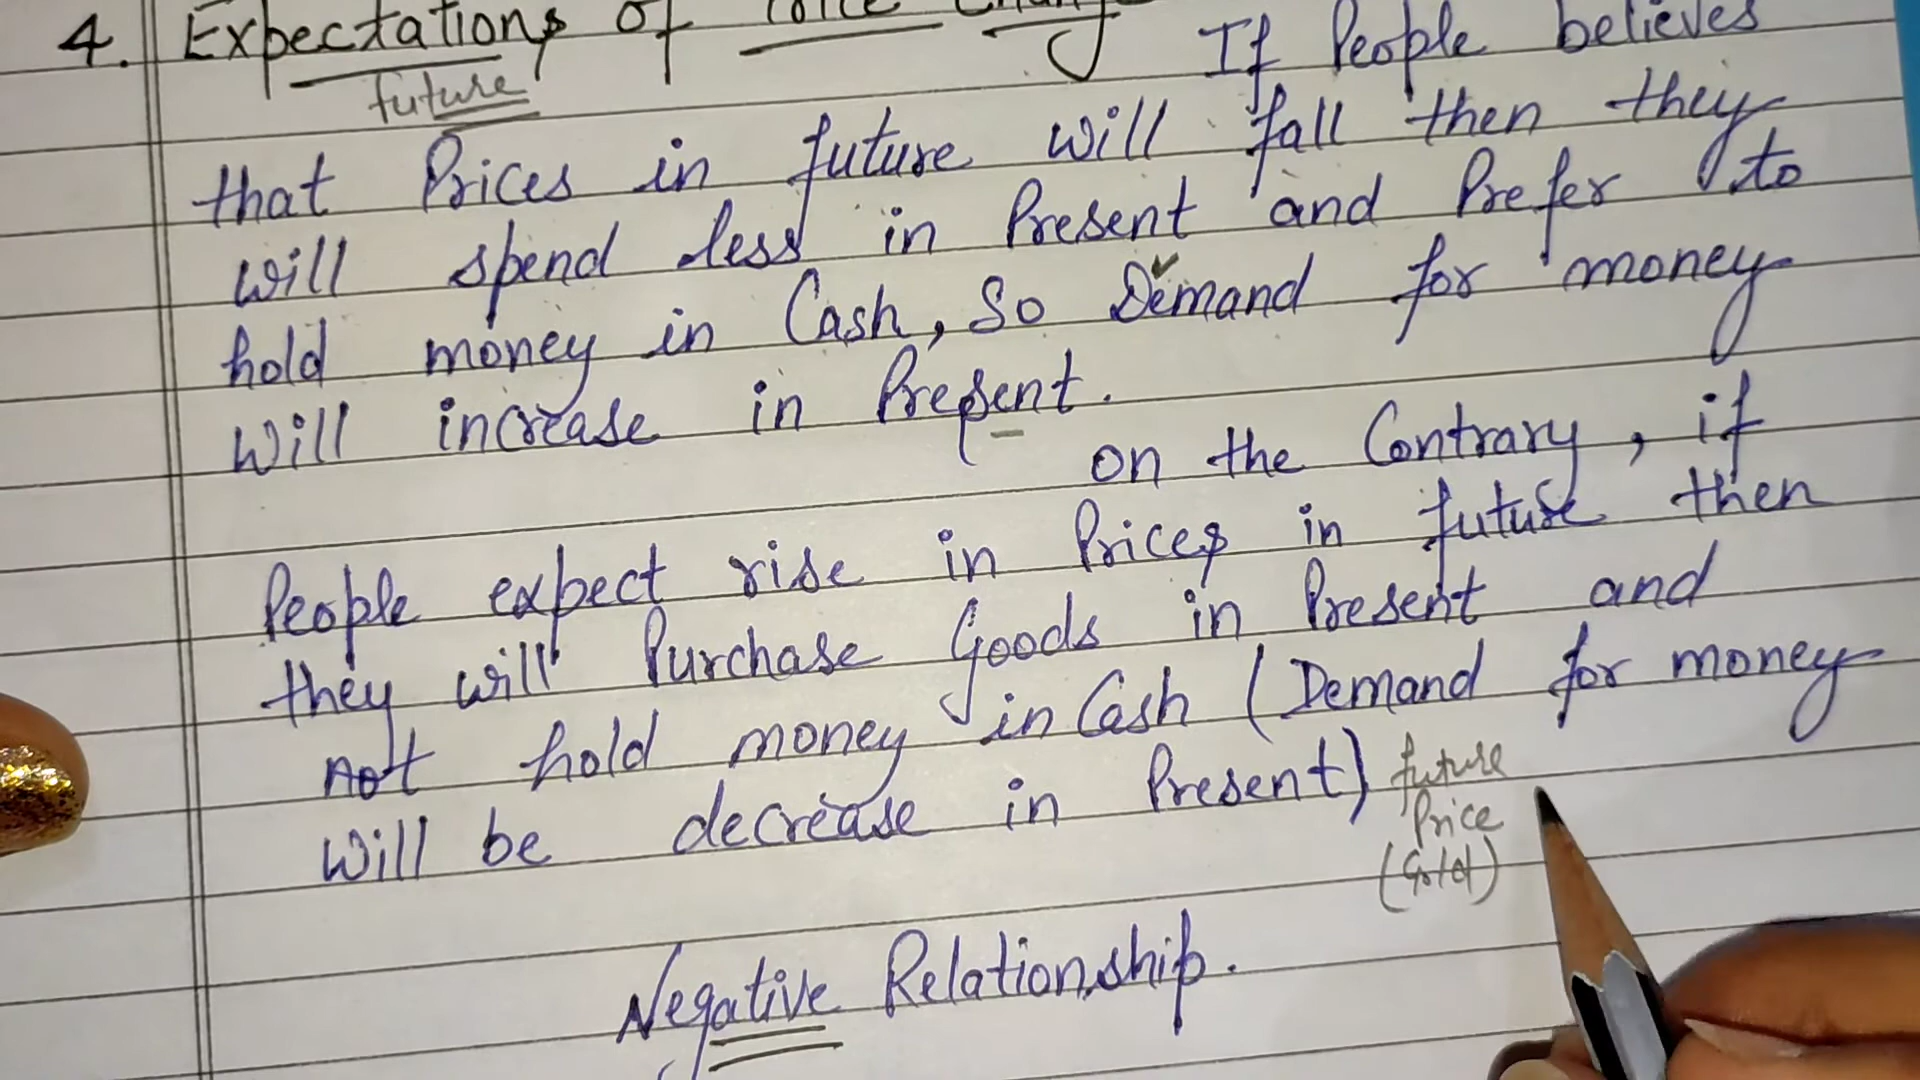 4. Expectations of Price Change
future
If People believes
that Prices in future will fall then they
will spend less in Present and Prefer to
hold money in Cash, So Demand for money
will increase in Present.
on the Contrary, if
People expect rise in Prices in future then
they will Purchase Goods in Present and
not hold money in Cash (Demand for money
will be decrease in Present)
future
Price
(Gold)
Negative Relationship.